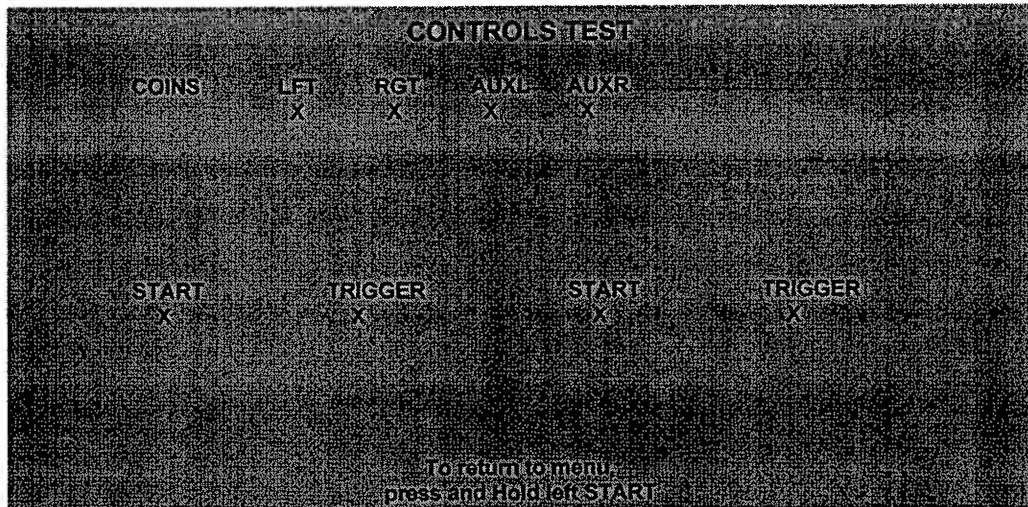 CONTROLS TEST
COINS LFT RGT AUXL AUXR
X X X X
START TRIGGER START TRIGGER
X X X X
To return to menu,
press and Hold left START